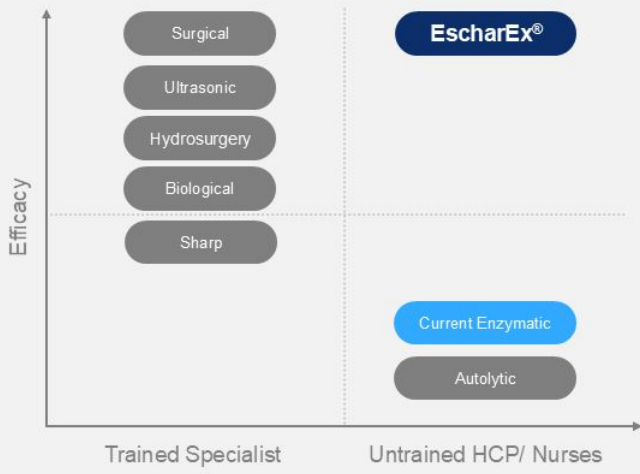 Surgical
EscharEx®
Ultrasonic
Hydrosurgery
Biological
Sharp
Current Enzymatic
Autolytic
Efficacy
Trained Specialist
Untrained HCP/ Nurses